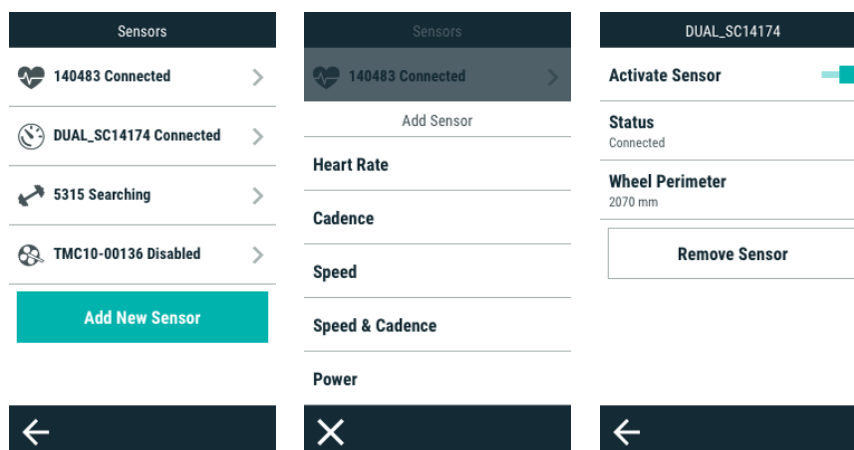 Sensors
140483 Connected
DUAL_SC14174 Connected
5315 Searching
TMC10-00136 Disabled
Add New Sensor
Sensors
140483 Connected
Add Sensor
Heart Rate
Cadence
Speed
Speed & Cadence
Power
DUAL_SC14174
Activate Sensor
Status
Connected
Wheel Perimeter
2070 mm
Remove Sensor